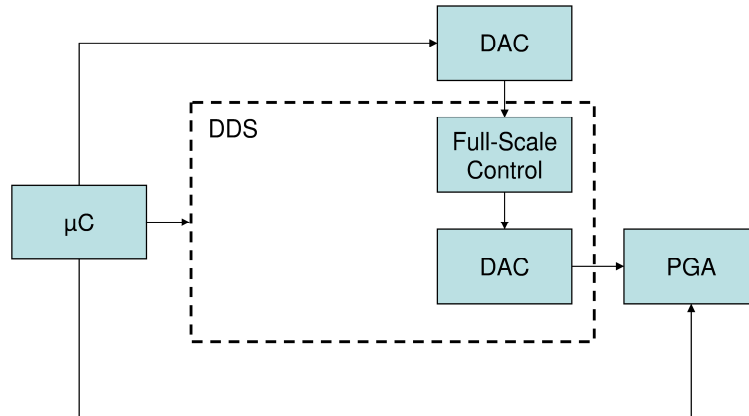 DAC
DDS
Full-Scale
Control
µC
DAC
PGA